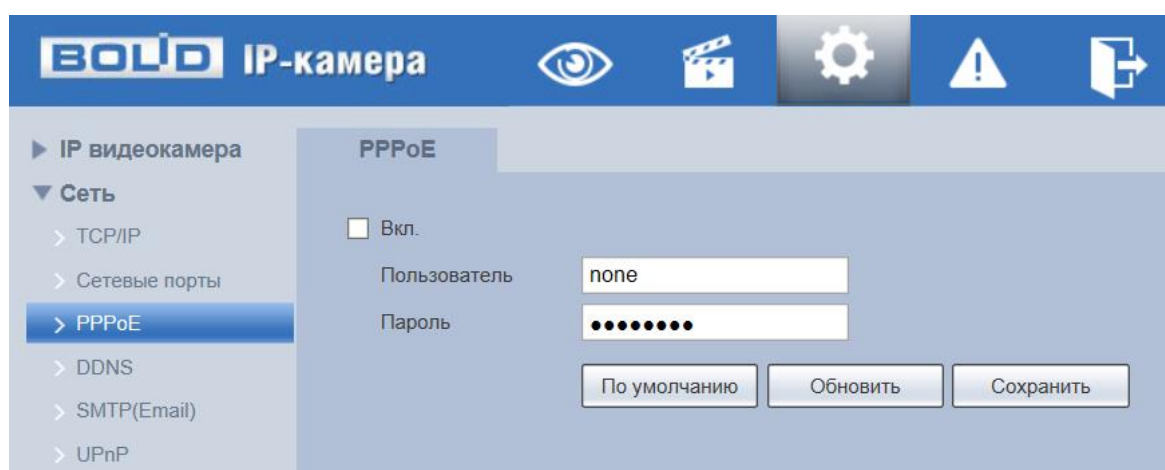 BOLID IP-камера
IP видеокамера
Сеть
TCP/IP
Сетевые порты
PPPoE
DDNS
SMTP(Email)
UPnP
PPPoE
Вкл.
Пользователь none
Пароль ●●●●●●●●
По умолчанию Обновить Сохранить